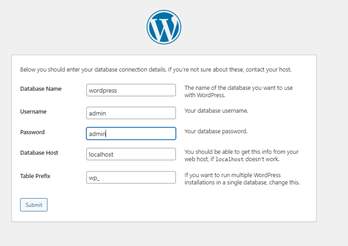 Below you should enter your database connection details. If you're not sure about these, contact your host.
Database Name
wordpress
The name of the database you want to use
with WordPress.
Username
admin
Your database username.
Password
admin
Your database password.
Database Host
localhost
You should be able to get this info from your
web host, if localhost doesn't work.
Table Prefix
wp_
If you want to run multiple WordPress
installations in a single database, change this.
Submit